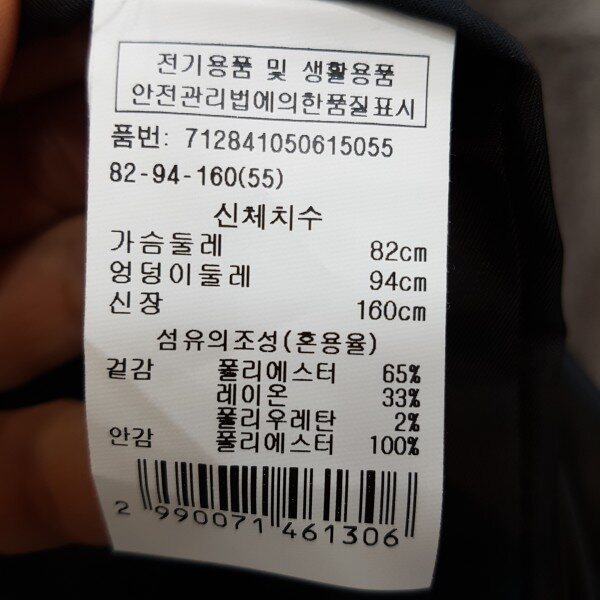 전기용품 및 생활용품
안전관리법에의한품질표시
품번: 712841050615055
82-94-160(55)
신체치수
가슴둘레 82cm
엉덩이둘레 94cm
신장 160cm
섬유의조성(혼용율)
겉감 폴리에스터 65%
레이온 33%
폴리우레탄 2%
안감 폴리에스터 100%
2 990071 461306